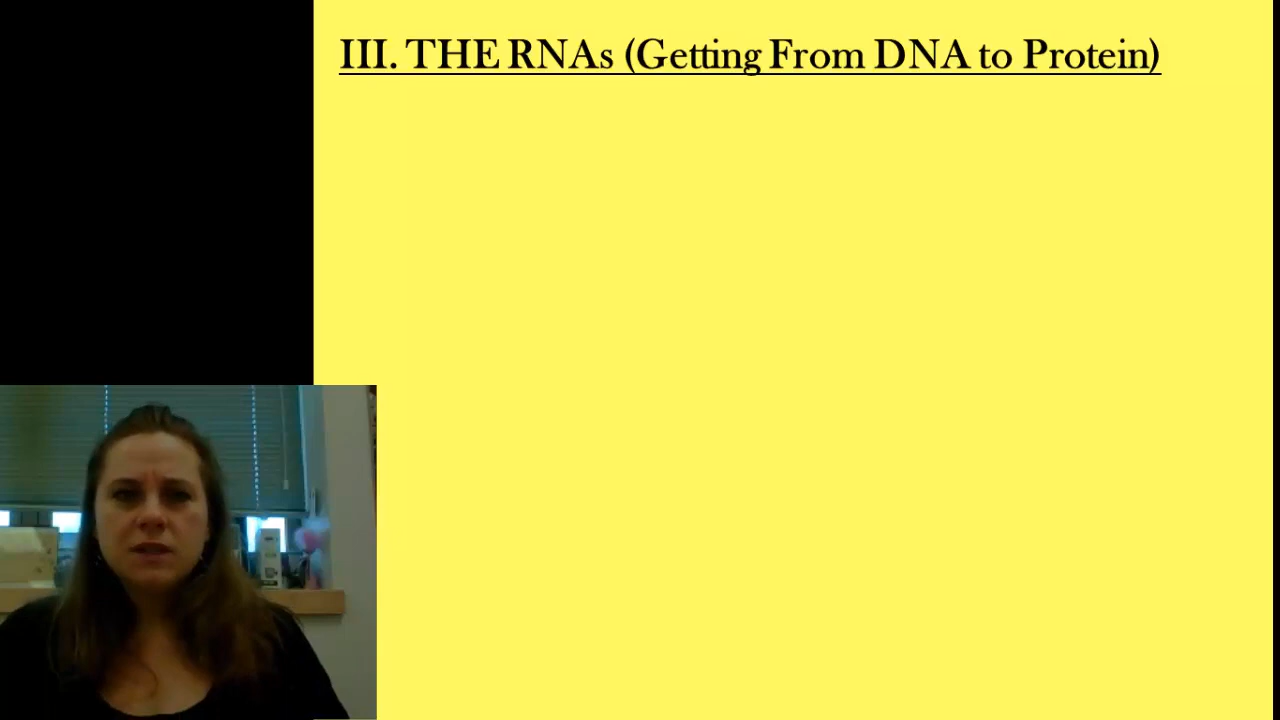 III. THE RNAs (Getting From DNA to Protein)